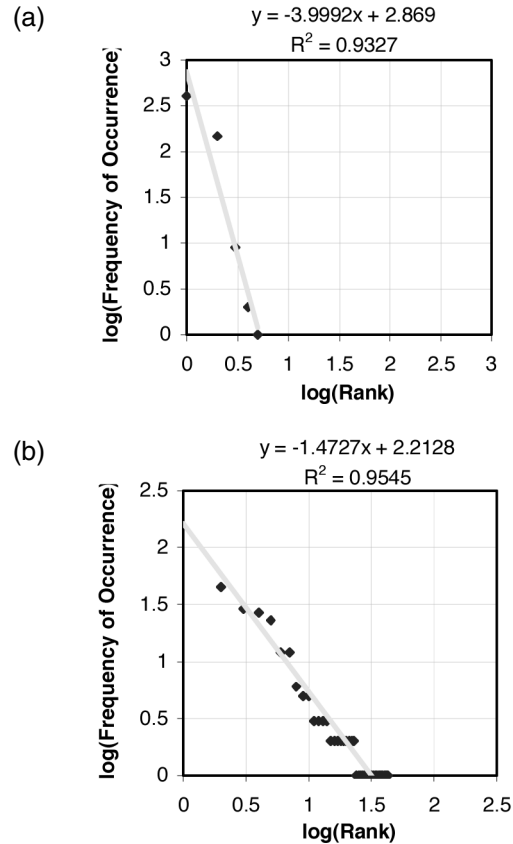 (a)
y = -3.9992x + 2.869
R² = 0.9327
log(Frequency of Occurrence)
3
2.5
2
1.5
1
0.5
0
0 0.5 1 1.5 2 2.5 3
log(Rank)
(b)
y = -1.4727x + 2.2128
R² = 0.9545
log(Frequency of Occurrence)
2.5
2
1.5
1
0.5
0
0 0.5 1 1.5 2 2.5
log(Rank)